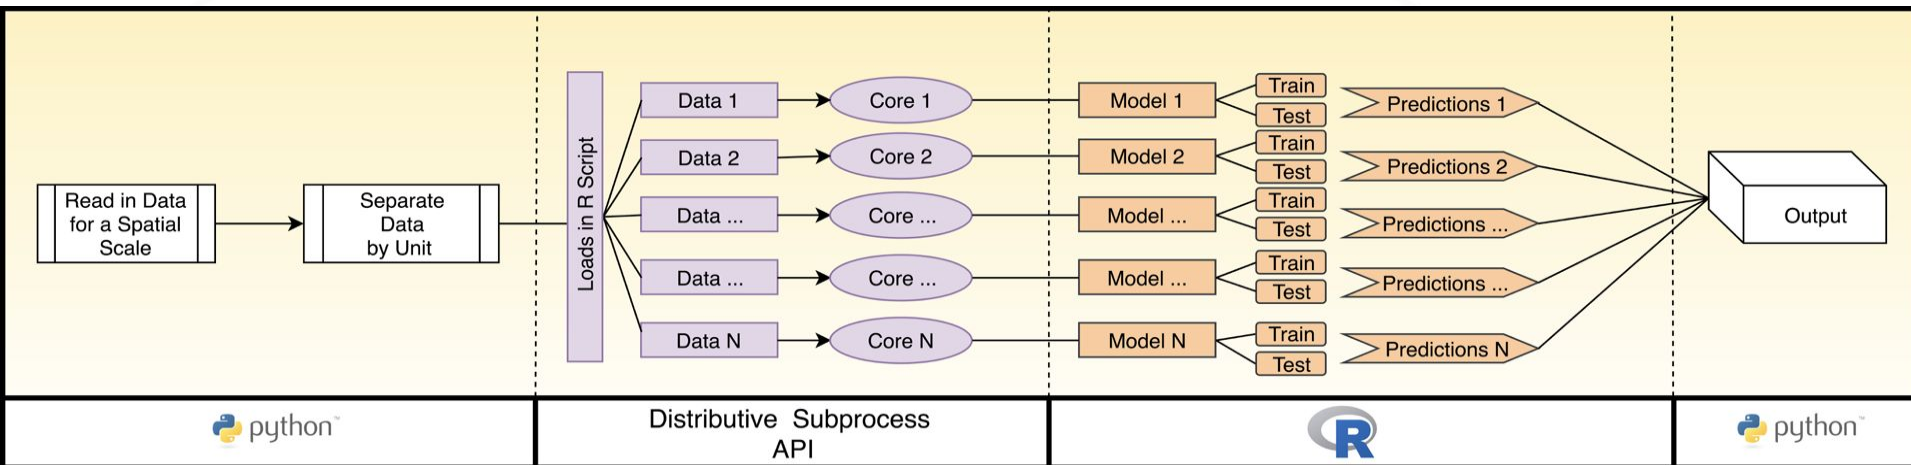 Read in Data
for a Spatial
Scale
Separate
Data
by Unit
Loads in R Script
Data 1
Core 1
Model 1
Train
Test
Predictions 1
Data 2
Core 2
Model 2
Train
Test
Predictions 2
Data ...
Core ...
Model ...
Train
Test
Predictions ...
Data ...
Core ...
Model ...
Train
Test
Predictions ...
Data N
Core N
Model N
Train
Test
Predictions N
Output
python™
Distributive Subprocess
API
R
python™